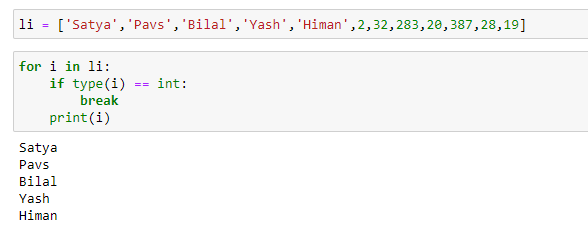 li = ['Satya','Pavs','Bilal','Yash','Himan',2,32,283,20,387,28,19]
for i in li:
    if type(i) == int:
        break
    print(i)
Satya
Pavs
Bilal
Yash
Himan